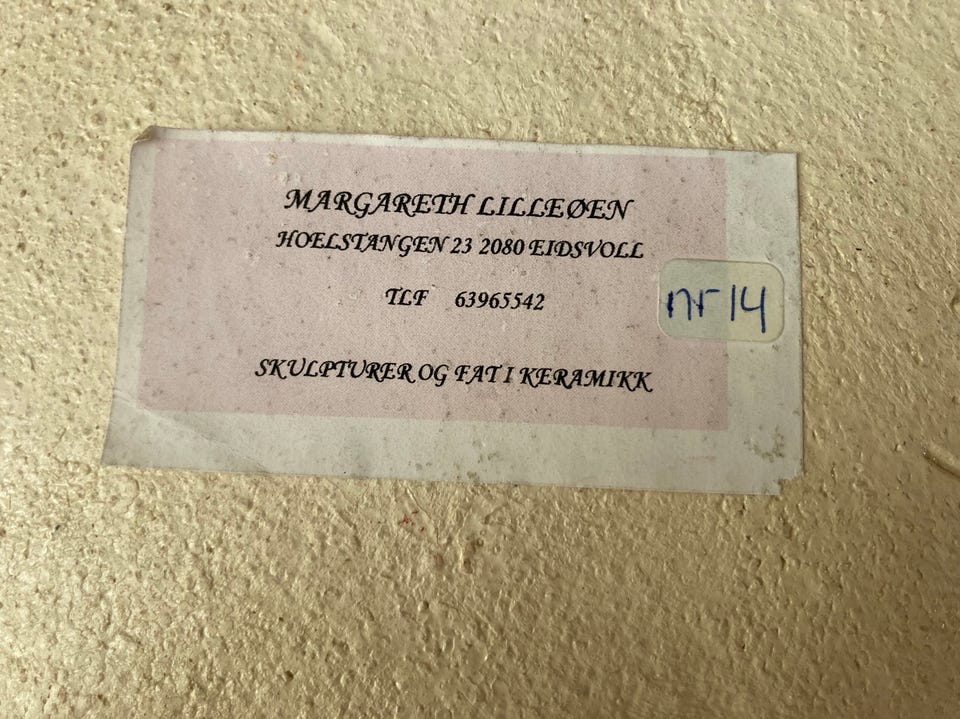 MARGARETH LILLEØEN
HOELSTANGEN 23 2080 EIDSVOLL
TLF 63965542
nr 14
SKULPTURER OG FAT I KERAMIKK